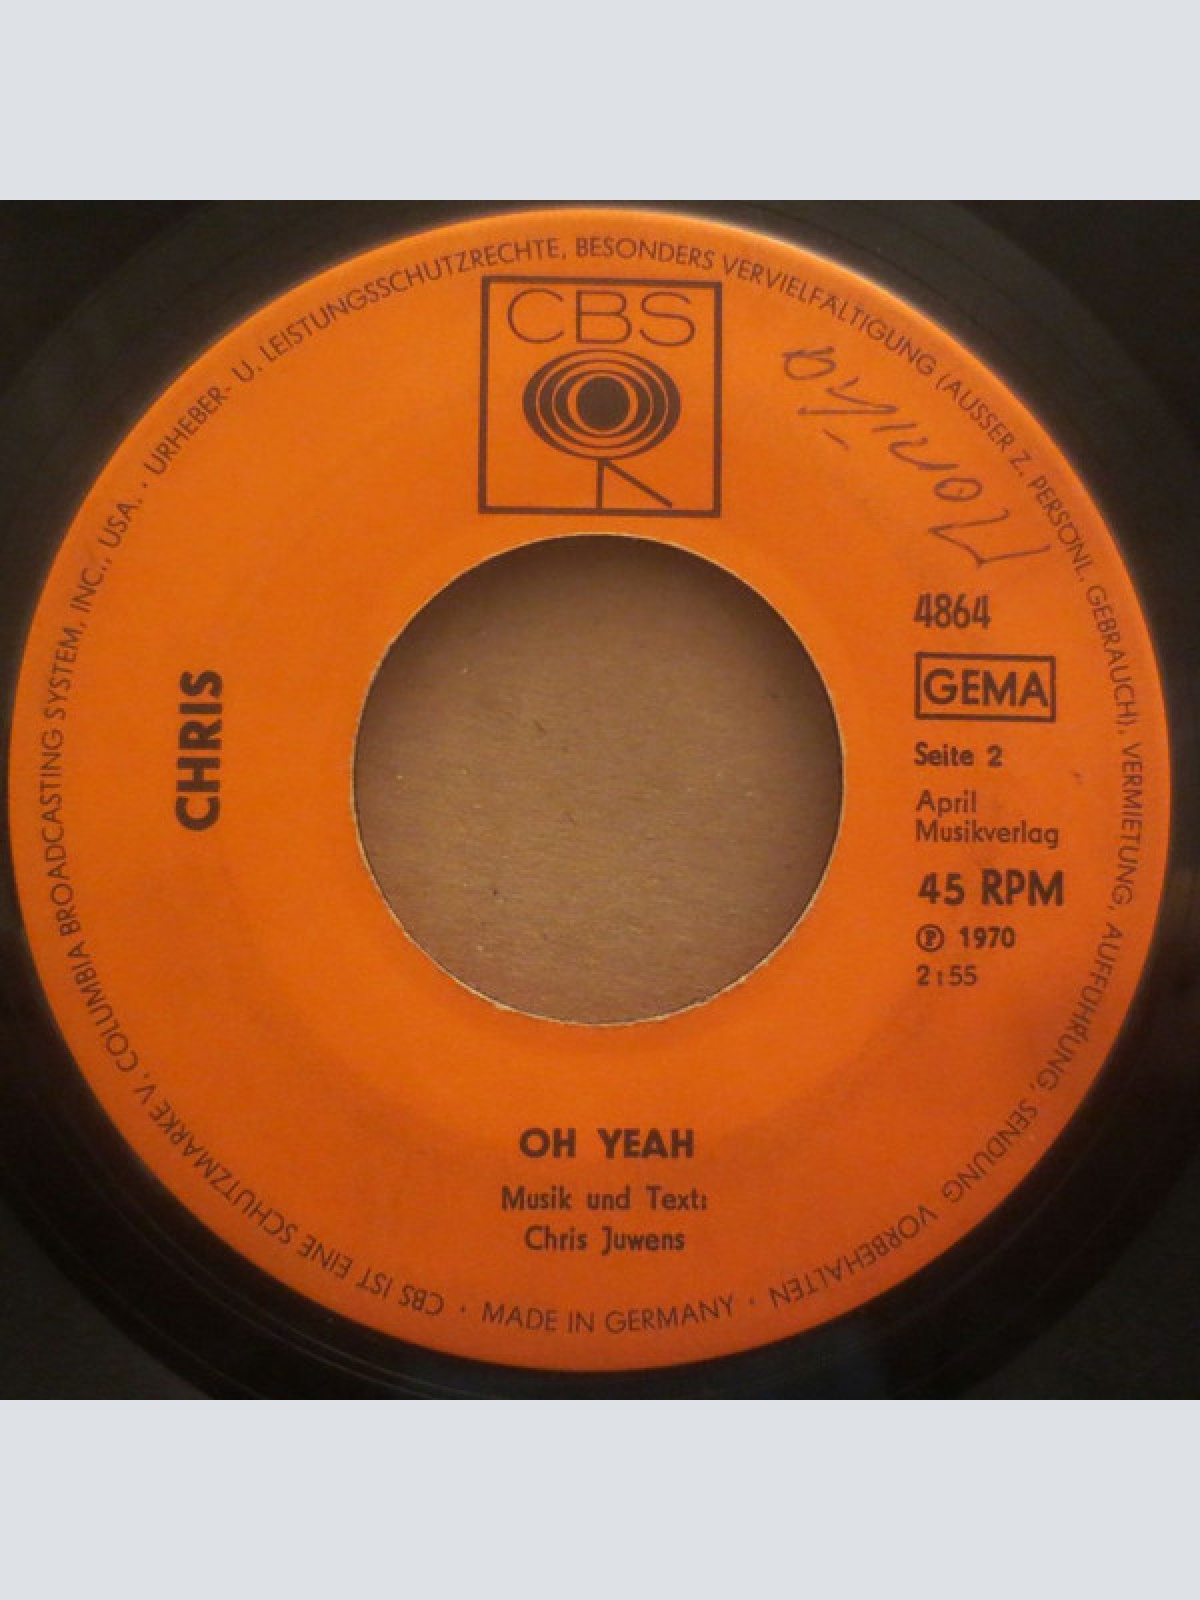 CBS
4864
GEMA
Seite 2
April
Musikverlag
45 RPM
Ⓟ 1970
2:55
CHRIS
OH YEAH
Musik und Text:
Chris Juwens
CBS IST EINE SCHUTZMARKE V. COLUMBIA BROADCASTING SYSTEM, INC., USA. · URHEBER- U. LEISTUNGSSCHUTZRECHTE, BESONDERS VERVIELFÄLTIGUNG (AUSSER Z. PERSÖNL. GEBRAUCH), VERMIETUNG, AUFFÜHRUNG, SENDUNG VORBEHALTEN · MADE IN GERMANY ·